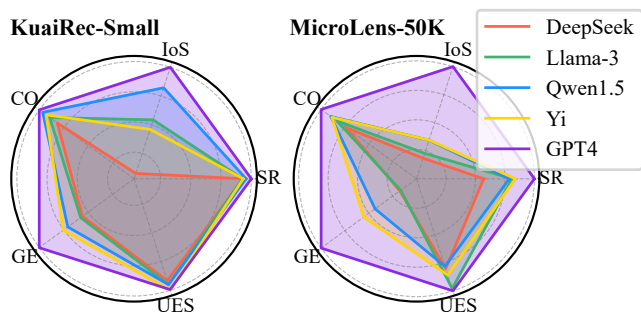 KuaiRec-Small
IoS
CO
SR
GE
UES
MicroLens-50K
IoS
CO
SR
GE
UES
DeepSeek
Llama-3
Qwen1.5
Yi
GPT4